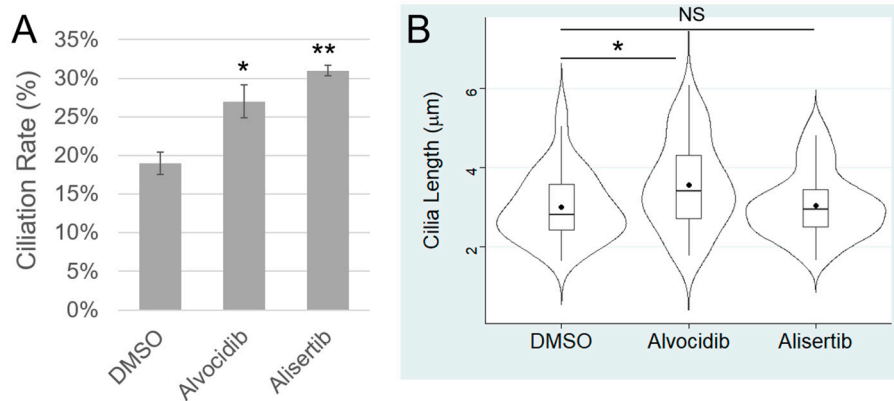 A
Ciliation Rate (%)
35%
30%
25%
20%
15%
10%
5%
0%
*
**
DMSO
Alvocidib
Alisertib
B
Cilia Length (μm)
6
4
2
NS
*
DMSO
Alvocidib
Alisertib